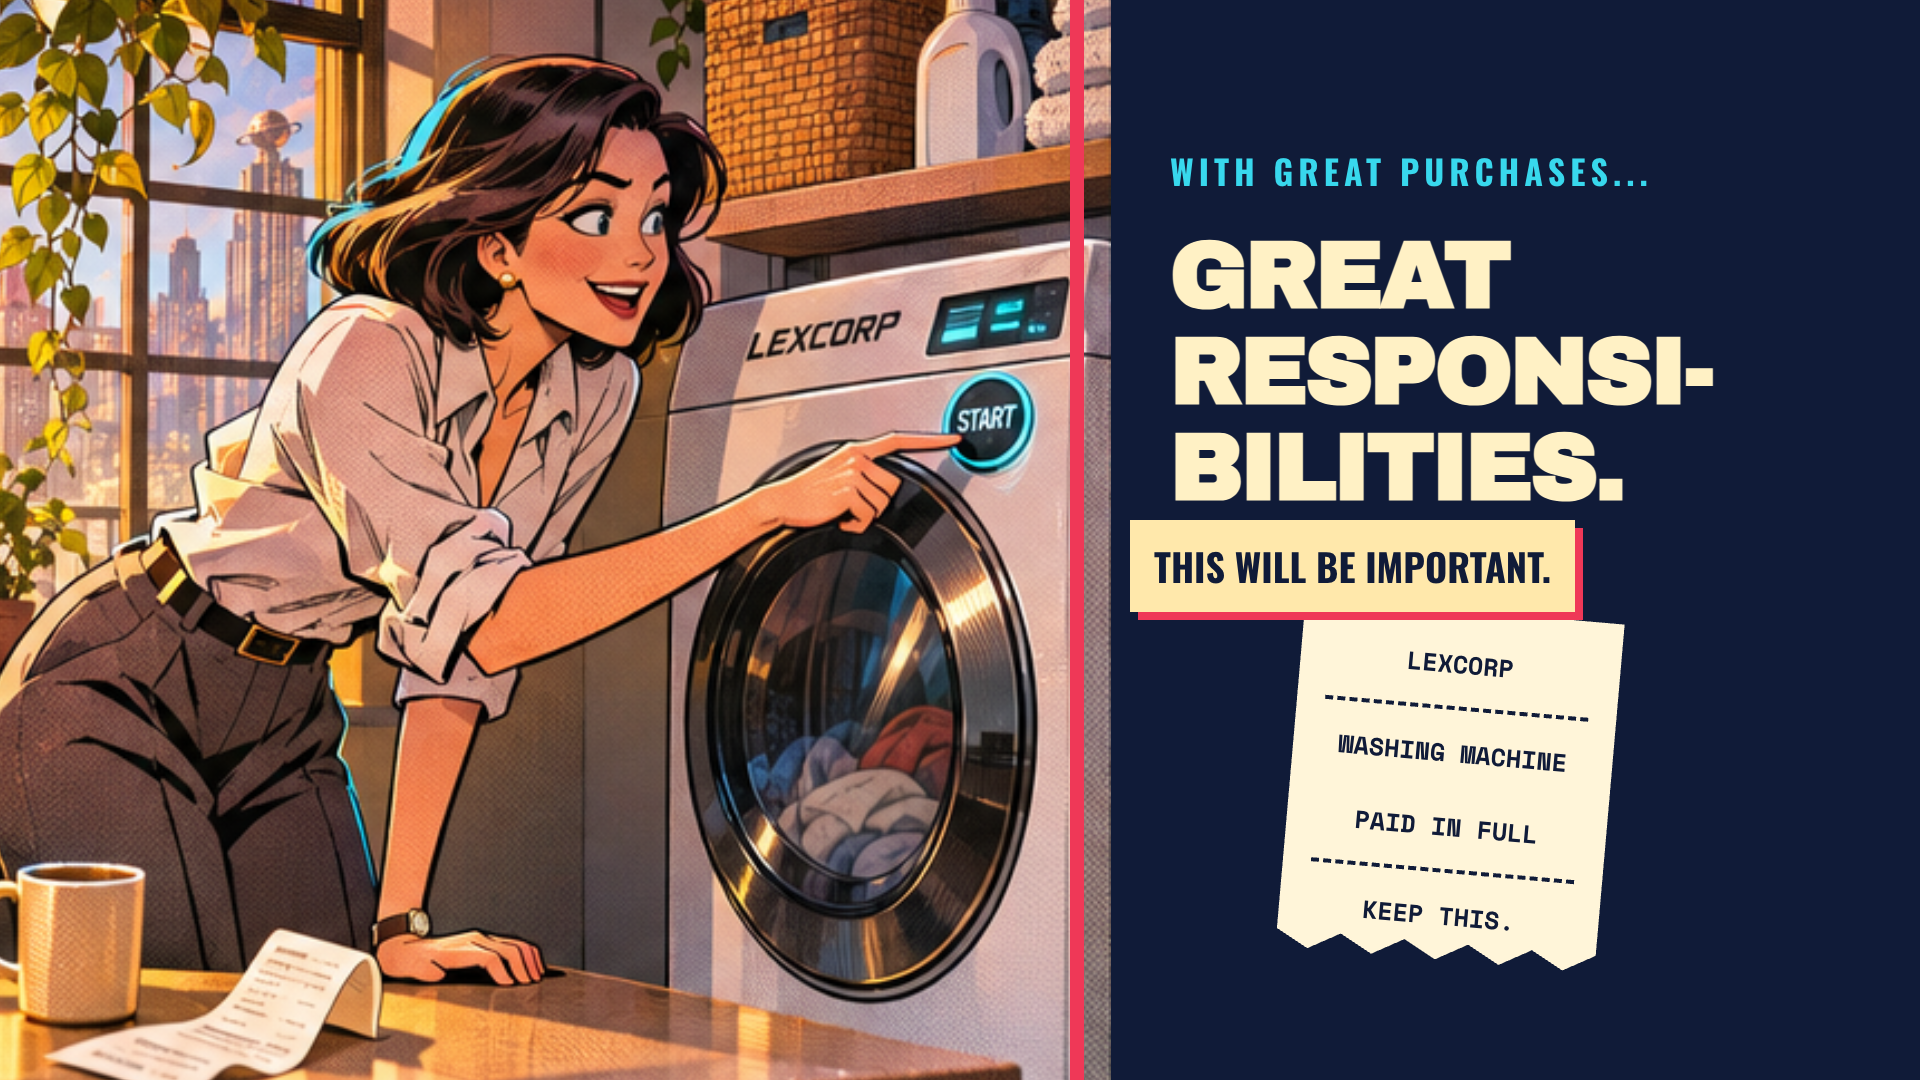 LEXCORP
START
WITH GREAT PURCHASES...
GREAT
RESPONSI-
BILITIES.
THIS WILL BE IMPORTANT.
LEXCORP
WASHING MACHINE
PAID IN FULL
KEEP THIS.